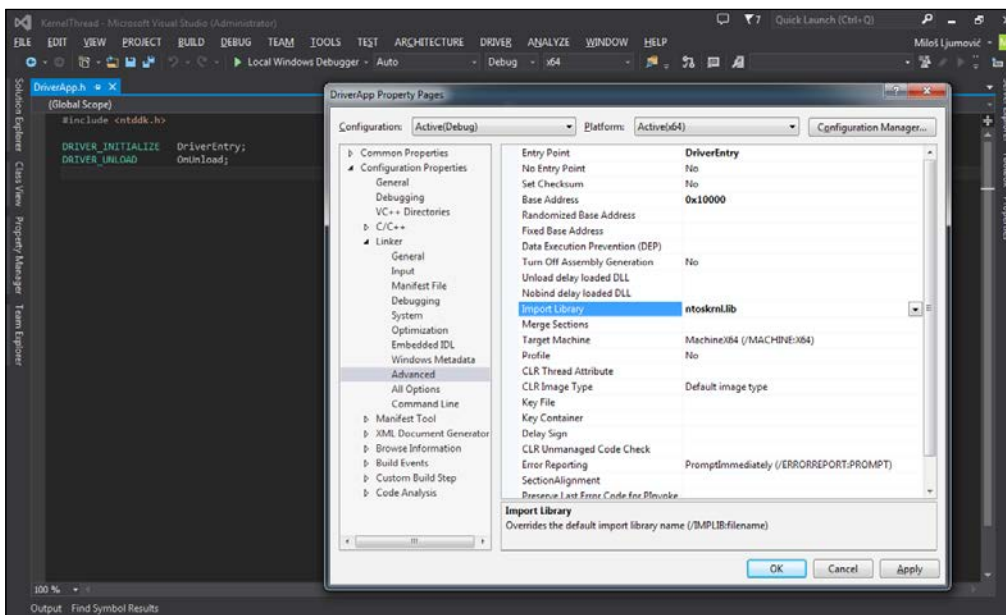 KernelThread - Microsoft Visual Studio (Administrator)
7
Quick Launch (Ctrl+Q)
FILE EDIT VIEW PROJECT BUILD DEBUG TEAM TOOLS TEST ARCHITECTURE DRIVER ANALYZE WINDOW HELP
Miloš Ljumović
Local Windows Debugger Auto Debug x64
Solution Explorer
Class View
Property Manager
Team Explorer
DriverApp.h
(Global Scope)
#include <ntddk.h>
DRIVER_INITIALIZE DriverEntry;
DRIVER_UNLOAD OnUnload;
DriverApp Property Pages
Configuration: Active(Debug) Platform: Active(x64) Configuration Manager...
Common Properties
Configuration Properties
General
Debugging
VC++ Directories
C/C++
Linker
General
Input
Manifest File
Debugging
System
Optimization
Embedded IDL
Windows Metadata
Advanced
All Options
Command Line
Manifest Tool
XML Document Generator
Browse Information
Build Events
Custom Build Step
Code Analysis
Entry Point DriverEntry
No Entry Point No
Set Checksum No
Base Address 0x10000
Randomized Base Address
Fixed Base Address
Data Execution Prevention (DEP)
Turn Off Assembly Generation No
Unload delay loaded DLL
Nobind delay loaded DLL
Import Library ntoskrnl.lib
Merge Sections
Target Machine MachineX64 (/MACHINE:X64)
Profile No
CLR Thread Attribute
CLR Image Type Default image type
Key File
Key Container
Delay Sign
CLR Unmanaged Code Check
Error Reporting PromptImmediately (/ERRORREPORT:PROMPT)
SectionAlignment
Preserve Last Error Code for PInvoke
Import Library
Overrides the default import library name (/IMPLIB:filename)
OK Cancel Apply
100 %
Output Find Symbol Results